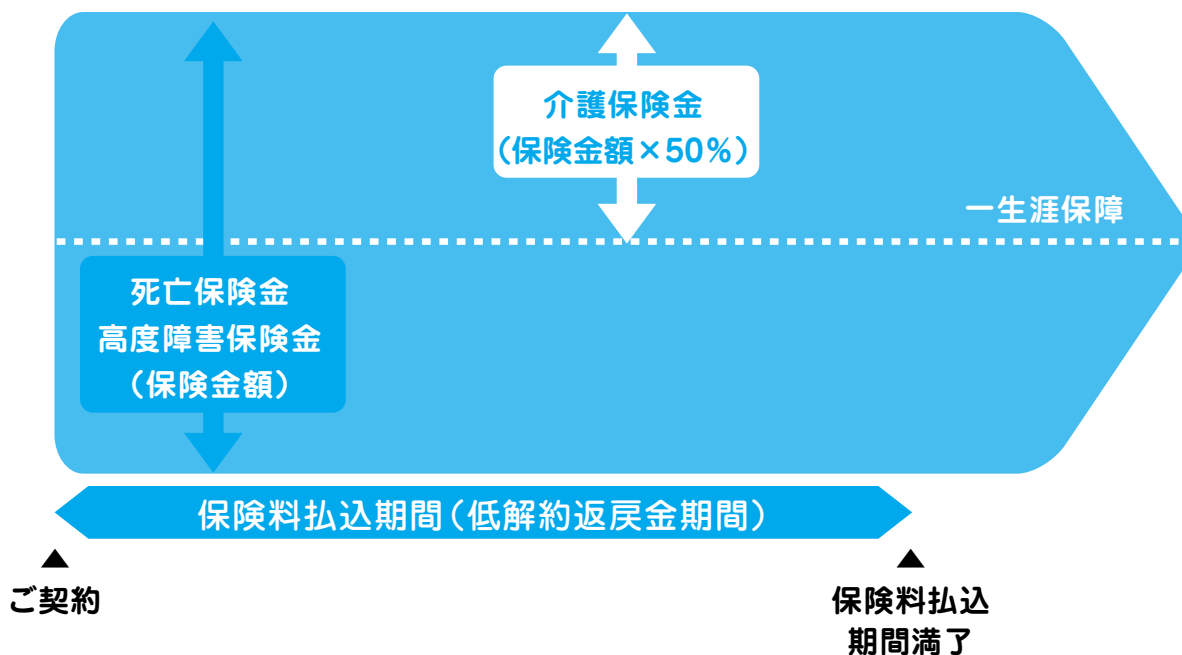 介護保険金
（保険金額×50％）
一生涯保障
死亡保険金
高度障害保険金
（保険金額）
保険料払込期間（低解約返戻金期間）
▲
ご契約
▲
保険料払込
期間満了